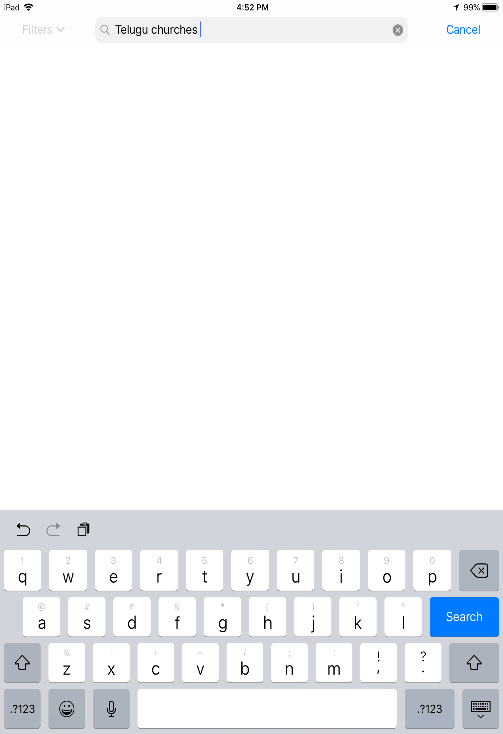 iPad 4:52 PM 99%
Filters Telugu churches Cancel
1 2 3 4 5 6 7 8 9 0
q w e r t y u i o p
@ # & * ( ) ' "
a s d f g h j k l Search
% - + = / ; : ! ?
z x c v b n m , .
.?123 .?123